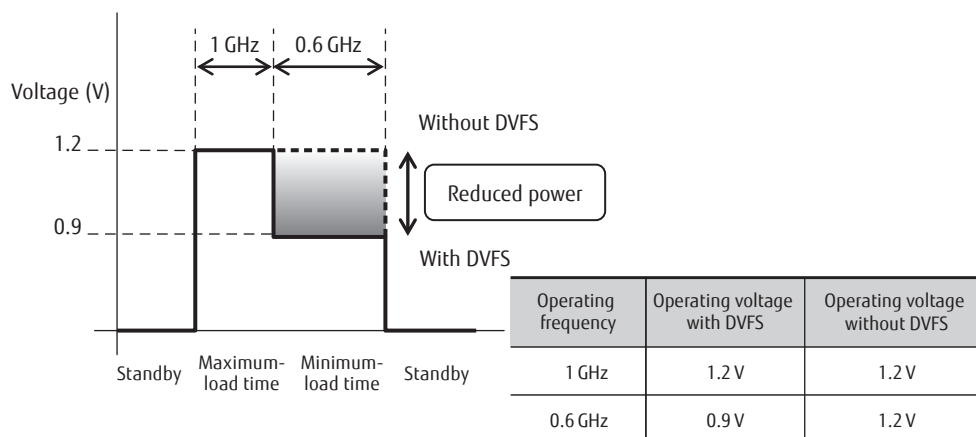 1 GHz 0.6 GHz
Voltage (V)
Without DVFS
1.2
Reduced power
0.9
With DVFS
Standby Maximum-load time Minimum-load time Standby
Operating frequency Operating voltage with DVFS Operating voltage without DVFS
1 GHz 1.2 V 1.2 V
0.6 GHz 0.9 V 1.2 V